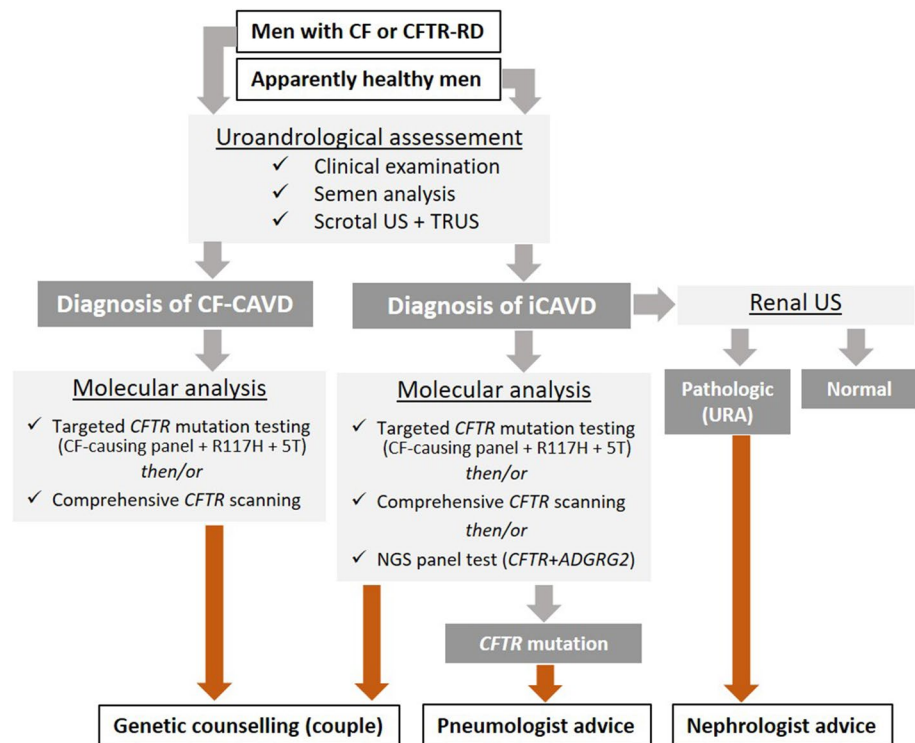 Men with CF or CFTR-RD
Apparently healthy men
Uroandrological assessement
✓ Clinical examination
✓ Semen analysis
✓ Scrotal US + TRUS
Diagnosis of CF-CAVD
Diagnosis of iCAVD
Renal US
Pathologic
(URA)
Normal
Molecular analysis
✓ Targeted CFTR mutation testing
(CF-causing panel + R117H + 5T)
then/or
✓ Comprehensive CFTR scanning
Molecular analysis
✓ Targeted CFTR mutation testing
(CF-causing panel + R117H + 5T)
then/or
✓ Comprehensive CFTR scanning
then/or
✓ NGS panel test (CFTR+ADGRG2)
CFTR mutation
Genetic counselling (couple)
Pneumologist advice
Nephrologist advice